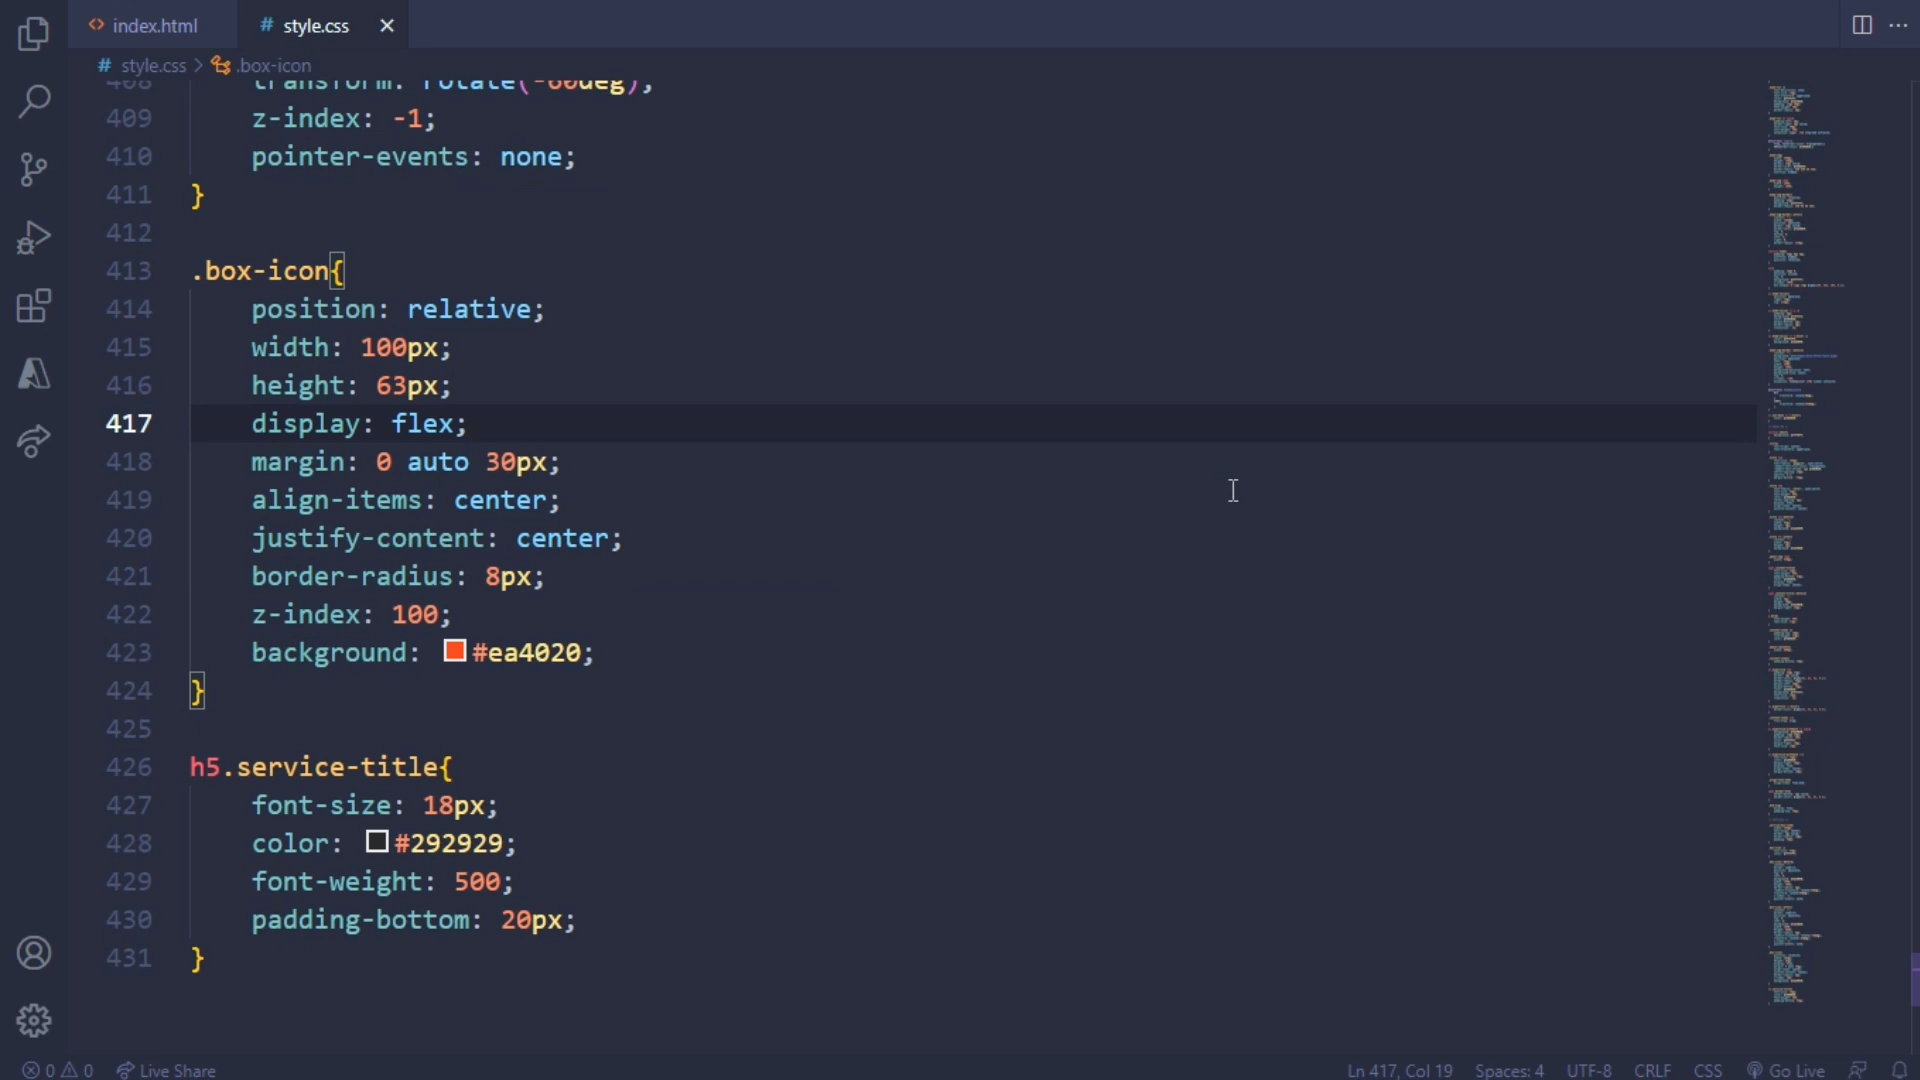 index.html
# style.css
# style.css > .box-icon
408 transform: rotate(-60deg);
409 z-index: -1;
410 pointer-events: none;
411 }
412
413 .box-icon{
414 position: relative;
415 width: 100px;
416 height: 63px;
417 display: flex;
418 margin: 0 auto 30px;
419 align-items: center;
420 justify-content: center;
421 border-radius: 8px;
422 z-index: 100;
423 background: #ea4020;
424 }
425
426 h5.service-title{
427 font-size: 18px;
428 color: #292929;
429 font-weight: 500;
430 padding-bottom: 20px;
431 }
0 0 Live Share Ln 417, Col 19 Spaces: 4 UTF-8 CRLF CSS Go Live